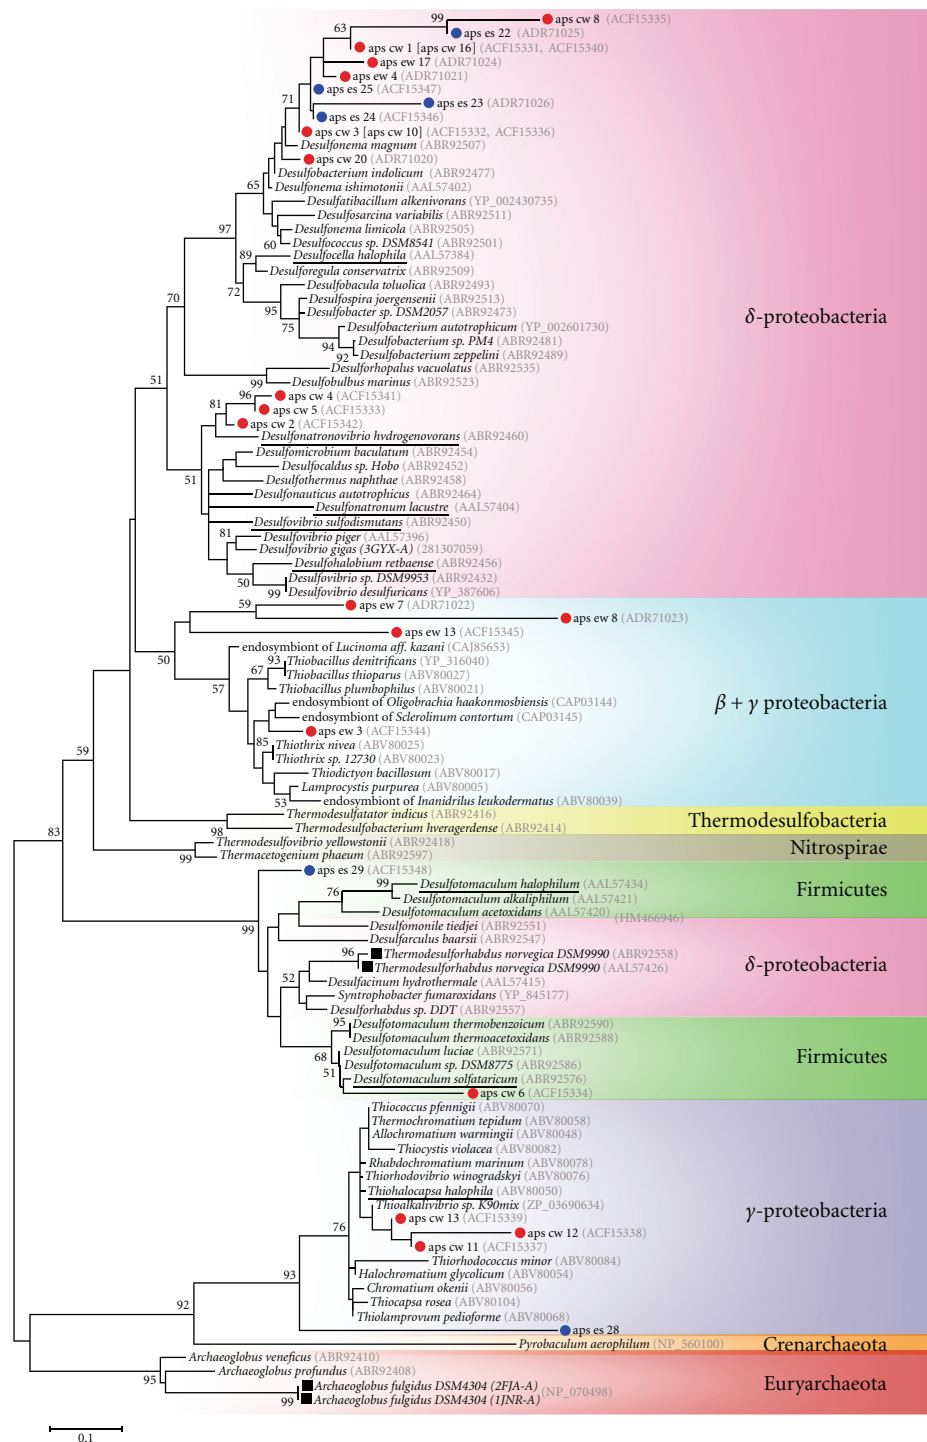 99
aps cw 8 (ACF15335)
63
aps es 22 (ADR71025)
aps cw 1 [aps cw 16] (ACF15331, ACF15340)
aps ew 17 (ADR71024)
aps ew 4 (ADR71021)
aps es 25 (ACF15347)
71
aps es 23 (ADR71026)
aps es 24 (ACF15346)
aps cw 3 [aps cw 10] (ACF15332, ACF15336)
Desulfonema magnum (ABR92507)
aps cw 20 (ADR71020)
Desulfobacterium indolicum (ABR92477)
65
Desulfonema ishimotonii (AAL57402)
Desulfatibacillum alkenivorans (YP_002430735)
Desulfosarcina variabilis (ABR92511)
97
Desulfonema limicola (ABR92505)
60
Desulfococcus sp. DSM8541 (ABR92501)
89
Desulfocella halophila (AAL57384)
Desulforegula conservatrix (ABR92509)
72
Desulfobacula toluolica (ABR92493)
70
95
Desulfospira joergensenii (ABR92513)
Desulfobacter sp. DSM2057 (ABR92473)
δ-proteobacteria
75
Desulfobacterium autotrophicum (YP_002601730)
94
Desulfobacterium sp. PM4 (ABR92481)
92
Desulfobacterium zeppelini (ABR92489)
Desulforhopalus vacuolatus (ABR92535)
51
99
Desulfobulbus marinus (ABR92523)
96
aps cw 4 (ACF15341)
81
aps cw 5 (ACF15333)
aps cw 2 (ACF15342)
Desulfonatronovibrio hvdrogenovorans (ABR92460)
Desulfomicrobium baculatum (ABR92454)
Desulfocaldus sp. Hobo (ABR92452)
51
Desulfothermus naphthae (ABR92458)
Desulfonauticus autotrophicus (ABR92464)
Desulfonatronum lacustre (AAL57404)
Desulfovibrio sulfodismutans (ABR92450)
81
Desulfovibrio piger (AAL57396)
Desulfovibrio gigas (3GYX-A) (281307059)
Desulfohalobium retbaense (ABR92456)
50
Desulfovibrio sp. DSM9953 (ABR92432)
99
Desulfovibrio desulfuricans (YP_387606)
59
aps ew 7 (ADR71022)
aps ew 8 (ADR71023)
aps ew 13 (ACF15345)
50
endosymbiont of Lucinoma aff. kazani (CAJ85653)
93
Thiobacillus denitrificans (YP_316040)
67
Thiobacillus thioparus (ABV80027)
57
Thiobacillus plumbophilus (ABV80021)
endosymbiont of Oligobrachia haakonmosbiensis (CAP03144)
β + γ proteobacteria
endosymbiont of Sclerolinum contortum (CAP03145)
aps ew 3 (ACF15344)
85
Thiothrix nivea (ABV80025)
59
Thiothrix sp. 12730 (ABV80023)
Thiodictyon bacillosum (ABV80017)
Lamprocystis purpurea (ABV80005)
53
endosymbiont of Inanidrilus leukodermatus (ABV80039)
Thermodesulfatator indicus (ABR92416)
Thermodesulfobacteria
83
98
Thermodesulfobacterium hveragerdense (ABR92414)
Thermodesulfovibrio yellowstonii (ABR92418)
Nitrospirae
99
Thermacetogenium phaeum (ABR92597)
aps es 29 (ACF15348)
99
Desulfotomaculum halophilum (AAL57434)
Firmicutes
76
Desulfotomaculum alkaliphilum (AAL57421)
Desulfotomaculum acetoxidans (AAL57420)
(HM466946)
99
Desulfomonile tiedjei (ABR92551)
Desulfarculus baarsii (ABR92547)
96
Thermodesulforhabdus norvegica DSM9990 (ABR92558)
δ-proteobacteria
Thermodesulforhabdus norvegica DSM9990 (AAL57426)
52
Desulfacinum hydrothermale (AAL57415)
Syntrophobacter fumaroxidans (YP_845177)
Desulforhabdus sp. DDT (ABR92557)
95
Desulfotomaculum thermobenzoicum (ABR92590)
Desulfotomaculum thermoacetoxidans (ABR92588)
68
Desulfotomaculum luciae (ABR92571)
Firmicutes
51
Desulfotomaculum sp. DSM8775 (ABR92586)
Desulfotomaculum solfataricum (ABR92576)
aps cw 6 (ACF15334)
Thiococcus pfennigii (ABV80070)
Thermochromatium tepidum (ABV80058)
Allochromatium warmingii (ABV80048)
Thiocystis violacea (ABV80082)
Rhabdochromatium marinum (ABV80078)
Thiorhodovibrio winogradskyi (ABV80076)
Thiohalocapsa halophila (ABV80050)
Thioalkalivibrio sp. K90mix (ZP_03690634)
γ-proteobacteria
76
aps cw 13 (ACF15339)
aps cw 12 (ACF15338)
aps cw 11 (ACF15337)
Thiorhodococcus minor (ABV80084)
93
Halochromatium glycolicum (ABV80054)
Chromatium okenii (ABV80056)
92
Thiocapsa rosea (ABV80104)
Thiolamprovum pedioforme (ABV80068)
aps es 28
Pyrobaculum aerophilum (NP_560100)
Crenarchaeota
Archaeoglobus veneficus (ABR92410)
Archaeoglobus profundus (ABR92408)
95
Archaeoglobus fulgidus DSM4304 (2FJA-A)
(NP_070498)
Euryarchaeota
99
Archaeoglobus fulgidus DSM4304 (1JNR-A)
0.1